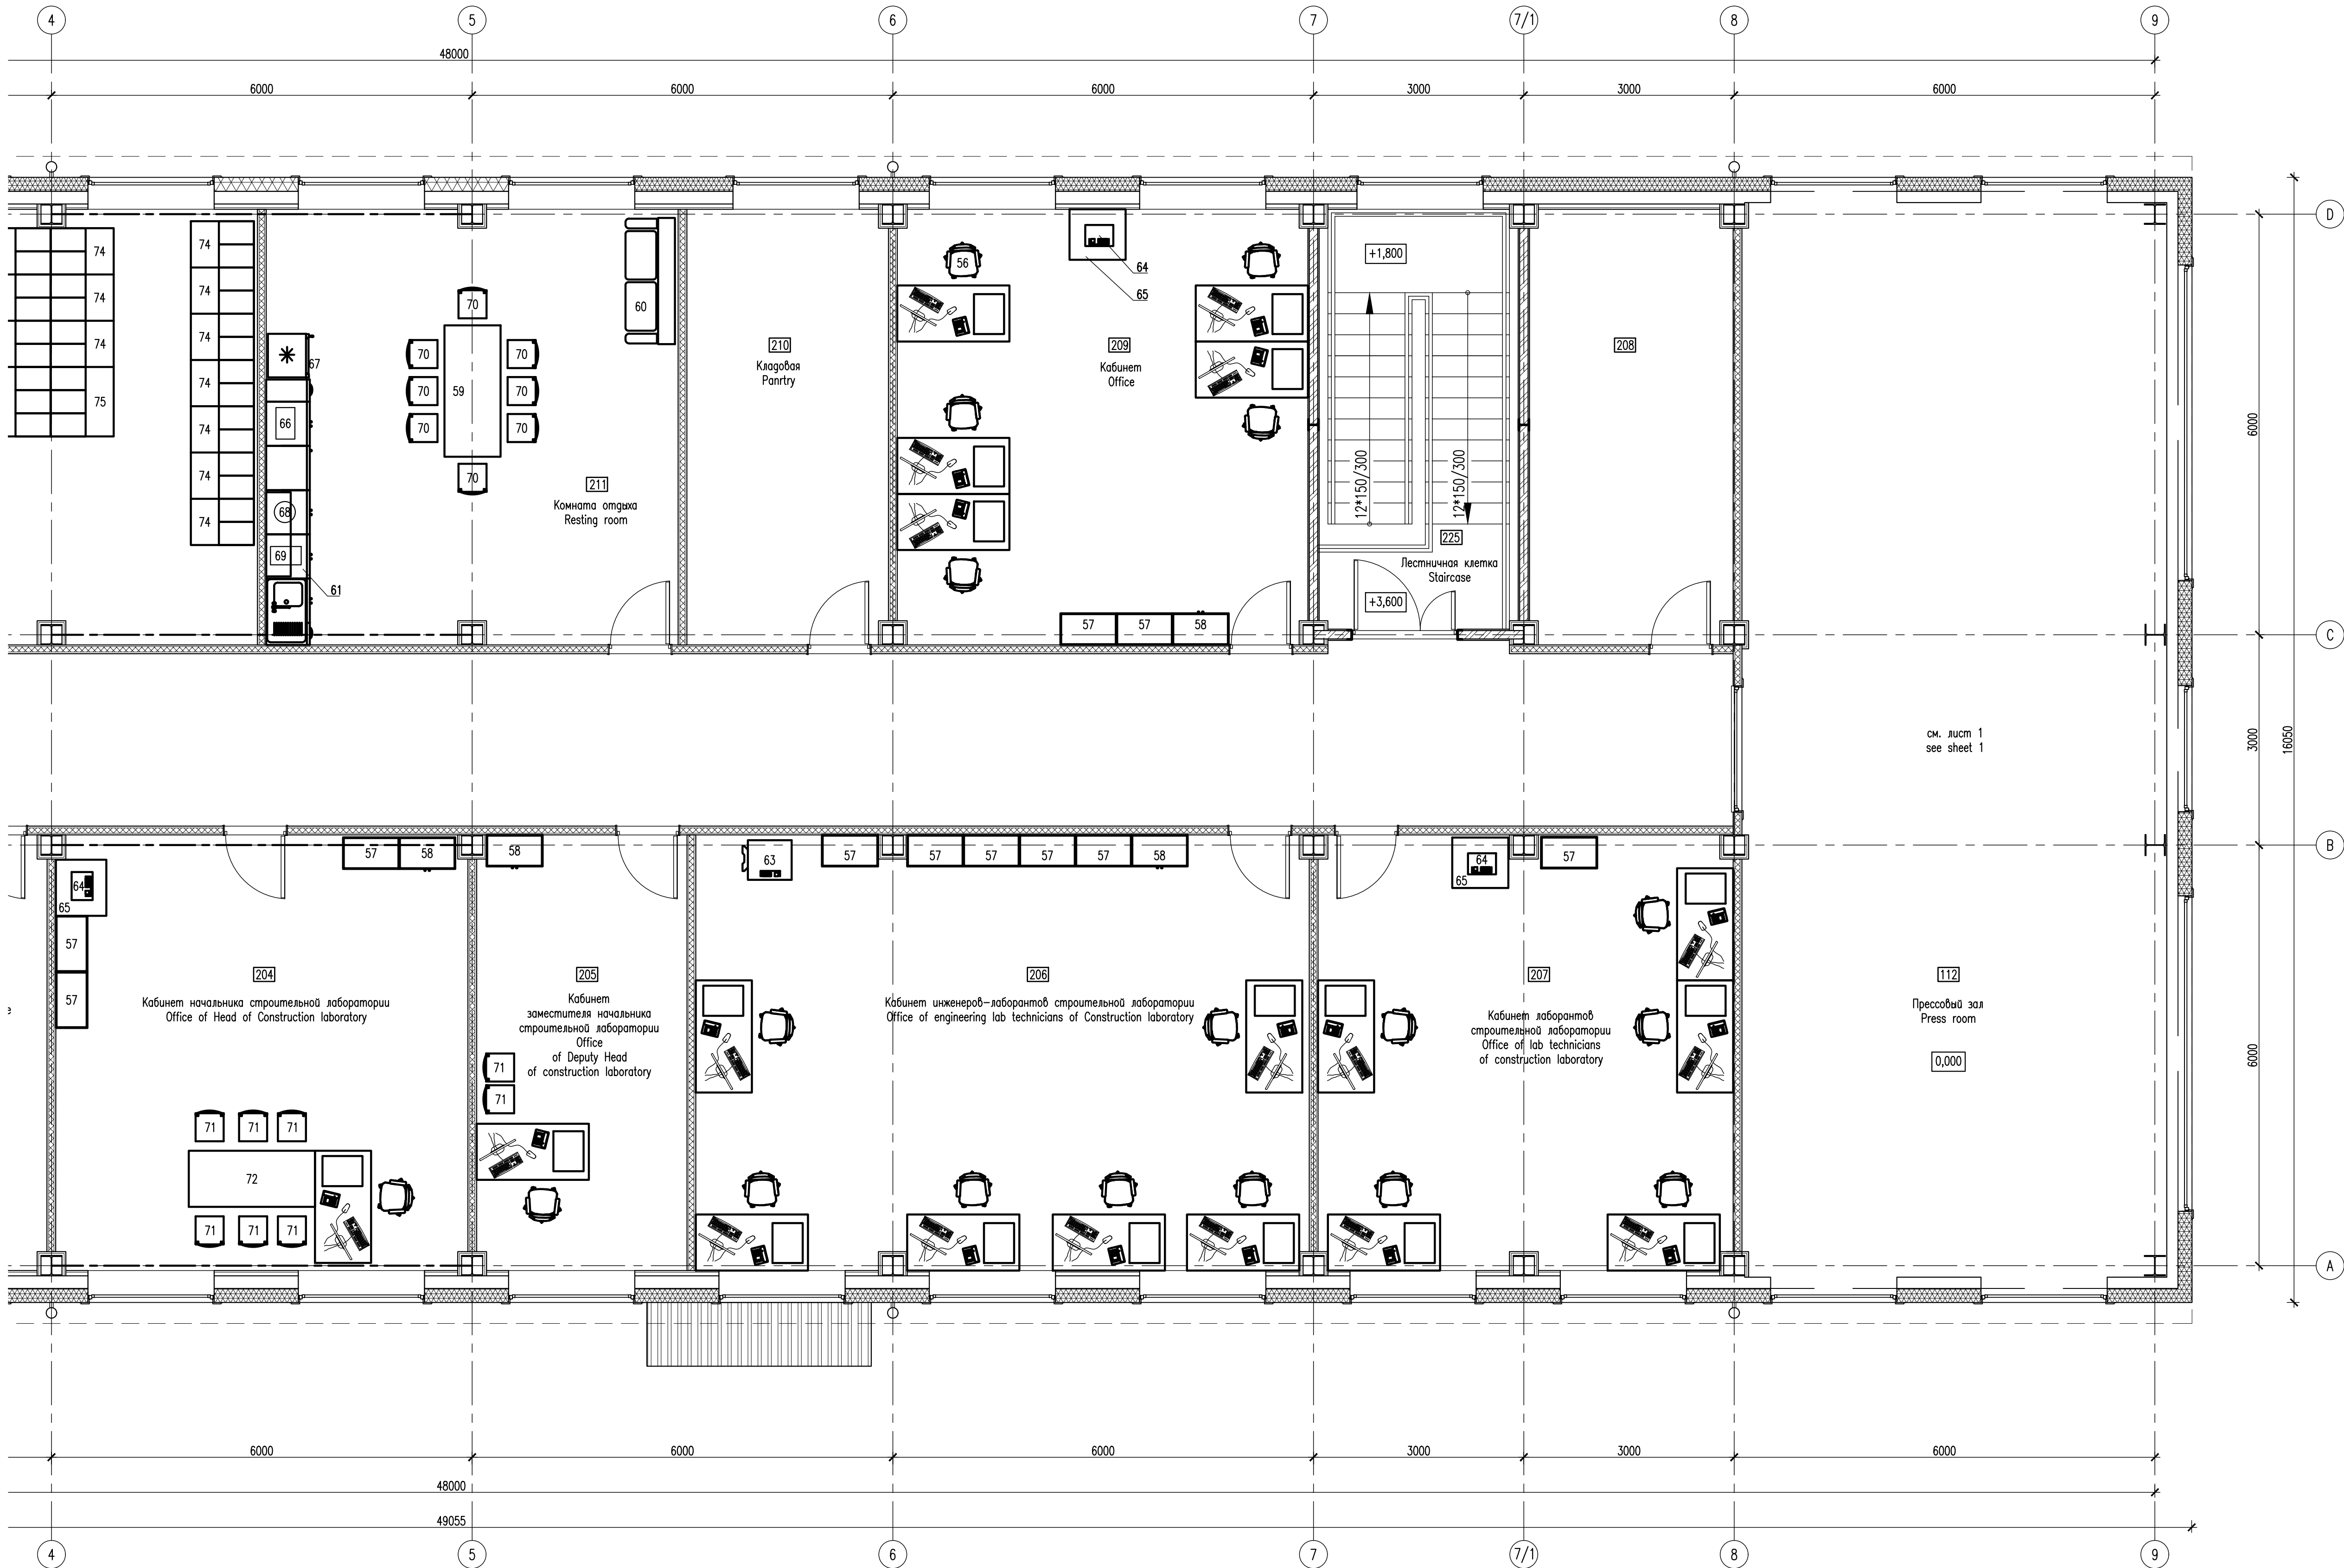 4 5 6 7 7/1 8 9
48000
6000 6000 6000 3000 3000 6000
D
74 74
74 74
74 74
75 74
74
74
74
67
66
68
69
61
70
70 70
70 59 70
70 70
70
60
211
Комната отдыха
Resting room
210
Кладовая
Panrtry
56
64
65
209
Кабинет
Office
57 57 58
+1,800
12*150/300 12*150/300
225
Лестничная клетка
Staircase
+3,600
208
6000
C
см. лист 1
see sheet 1
3000
16050
B
57 58
64
65
57
57
204
Кабинет начальника строительной лаборатории
Office of Head of Construction laboratory
71 71 71
72
71 71 71
58
205
Кабинет
заместителя начальника
строительной лаборатории
Office
of Deputy Head
of construction laboratory
71
71
63 57 57 57 57 57 58
206
Кабинет инженеров-лаборантов строительной лаборатории
Office of engineering lab technicians of Construction laboratory
64
65
57
207
Кабинет лаборантов
строительной лаборатории
Office of lab technicians
of construction laboratory
112
Прессовый зал
Press room
0,000
6000
A
6000 6000 6000 3000 3000 6000
48000
49055
4 5 6 7 7/1 8 9